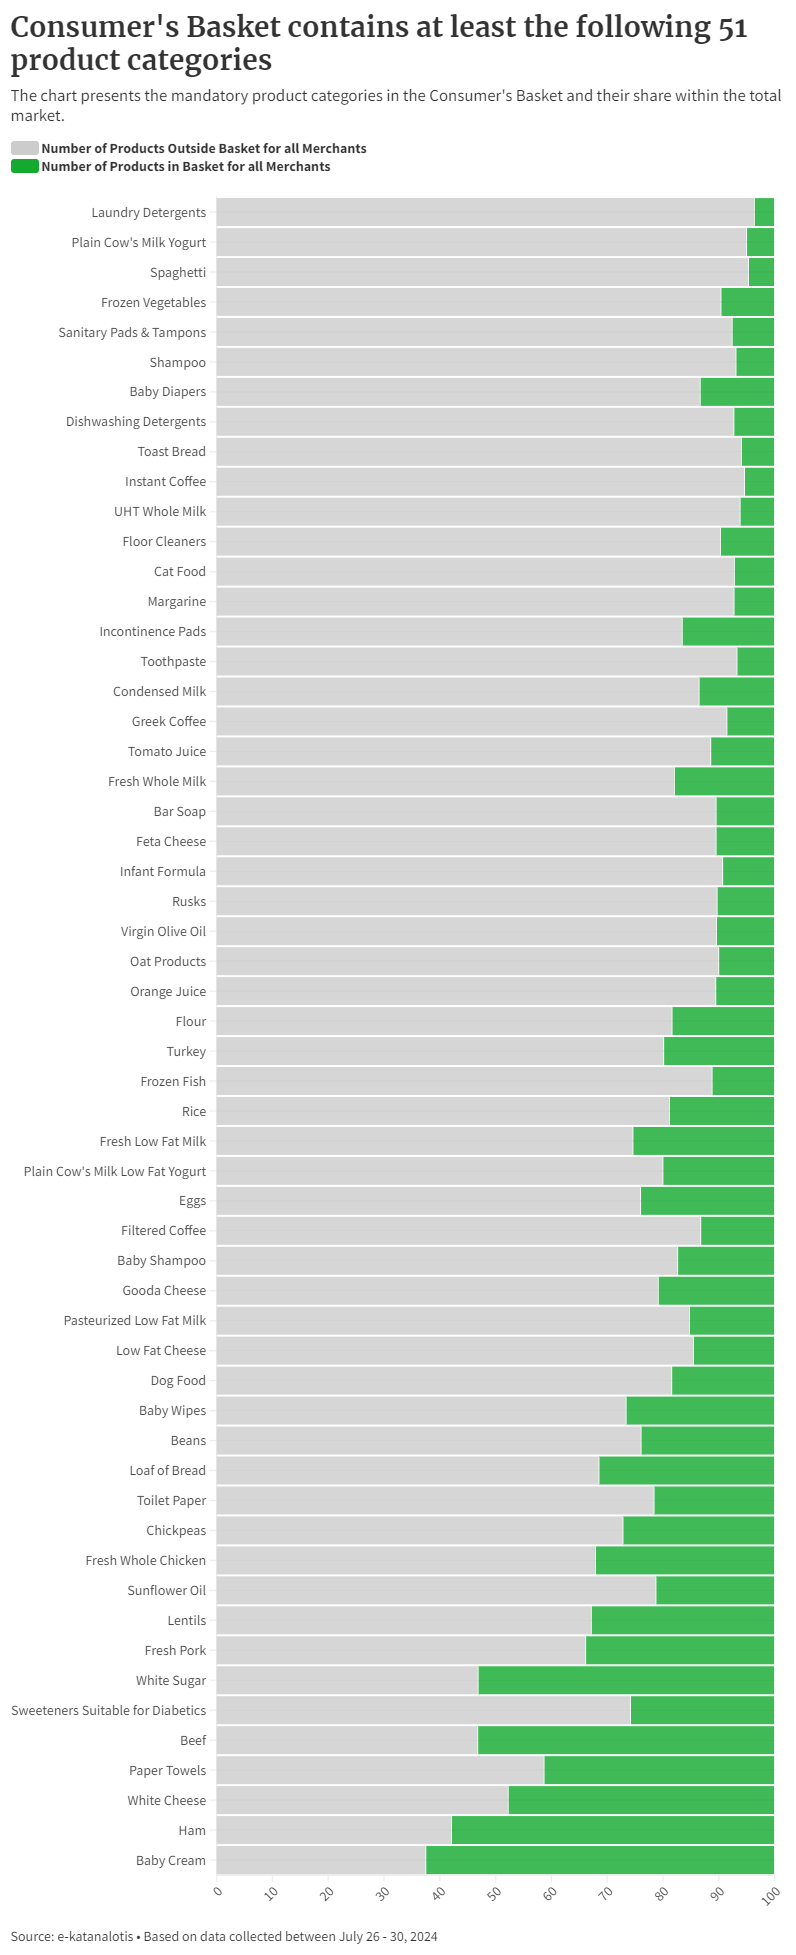 Consumer's Basket contains at least the following 51
product categories
The chart presents the mandatory product categories in the Consumer's Basket and their share within the total
market.
Number of Products Outside Basket for all Merchants
Number of Products in Basket for all Merchants
Laundry Detergents
Plain Cow's Milk Yogurt
Spaghetti
Frozen Vegetables
Sanitary Pads & Tampons
Shampoo
Baby Diapers
Dishwashing Detergents
Toast Bread
Instant Coffee
UHT Whole Milk
Floor Cleaners
Cat Food
Margarine
Incontinence Pads
Toothpaste
Condensed Milk
Greek Coffee
Tomato Juice
Fresh Whole Milk
Bar Soap
Feta Cheese
Infant Formula
Rusks
Virgin Olive Oil
Oat Products
Orange Juice
Flour
Turkey
Frozen Fish
Rice
Fresh Low Fat Milk
Plain Cow's Milk Low Fat Yogurt
Eggs
Filtered Coffee
Baby Shampoo
Gooda Cheese
Pasteurized Low Fat Milk
Low Fat Cheese
Dog Food
Baby Wipes
Beans
Loaf of Bread
Toilet Paper
Chickpeas
Fresh Whole Chicken
Sunflower Oil
Lentils
Fresh Pork
White Sugar
Sweeteners Suitable for Diabetics
Beef
Paper Towels
White Cheese
Ham
Baby Cream
0 10 20 30 40 50 60 70 80 90 100
Source: e-katanalotis • Based on data collected between July 26 - 30, 2024